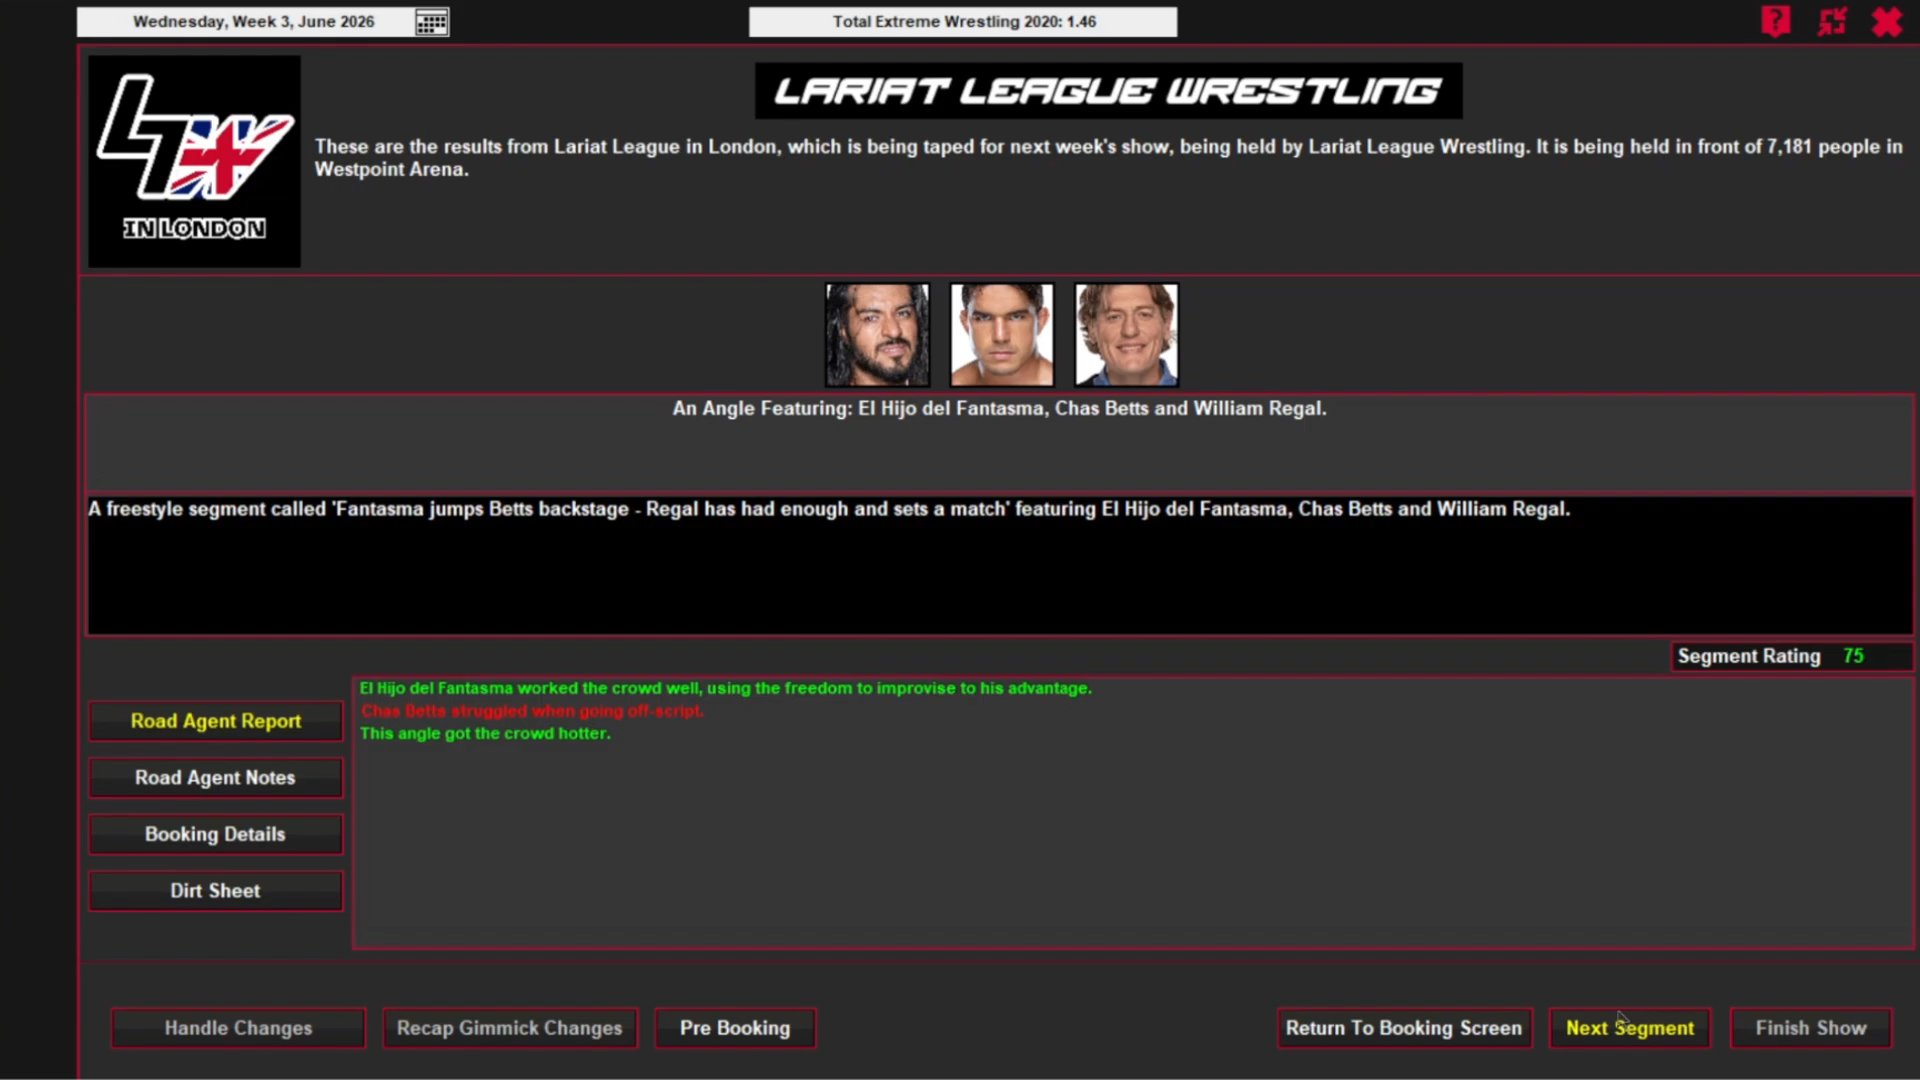 Wednesday, Week 3, June 2026
Total Extreme Wrestling 2020: 1.46
?
LTW
IN LONDON
LARIAT LEAGUE WRESTLING
These are the results from Lariat League in London, which is being taped for next week's show, being held by Lariat League Wrestling. It is being held in front of 7,181 people in
Westpoint Arena.
An Angle Featuring: El Hijo del Fantasma, Chas Betts and William Regal.
A freestyle segment called 'Fantasma jumps Betts backstage - Regal has had enough and sets a match' featuring El Hijo del Fantasma, Chas Betts and William Regal.
Segment Rating 75
Road Agent Report
Road Agent Notes
Booking Details
Dirt Sheet
El Hijo del Fantasma worked the crowd well, using the freedom to improvise to his advantage.
Chas Betts struggled when going off-script.
This angle got the crowd hotter.
Handle Changes
Recap Gimmick Changes
Pre Booking
Return To Booking Screen
Next Segment
Finish Show